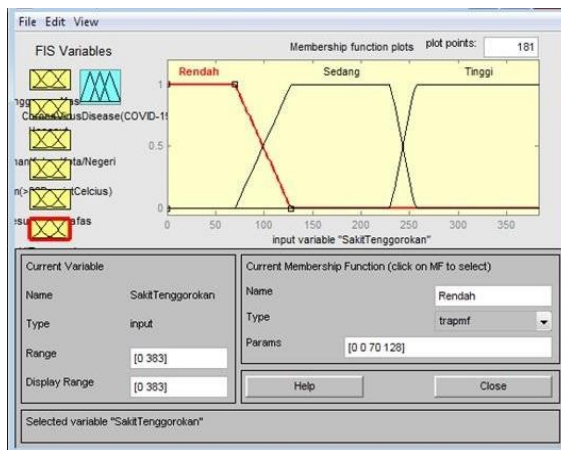 File Edit View
FIS Variables
Membership function plots plot points: 181
Rendah Sedang Tinggi
CoronaVirusDisease(COVID-19
1
0.5
0
0 50 100 150 200 250 300 350
input variable "SakitTenggorokan"
Current Variable
Name SakitTenggorokan
Type input
Range [0 383]
Display Range [0 383]
Current Membership Function (click on MF to select)
Name Rendah
Type trapmf
Params [0 0 70 128]
Help Close
Selected variable "SakitTenggorokan"